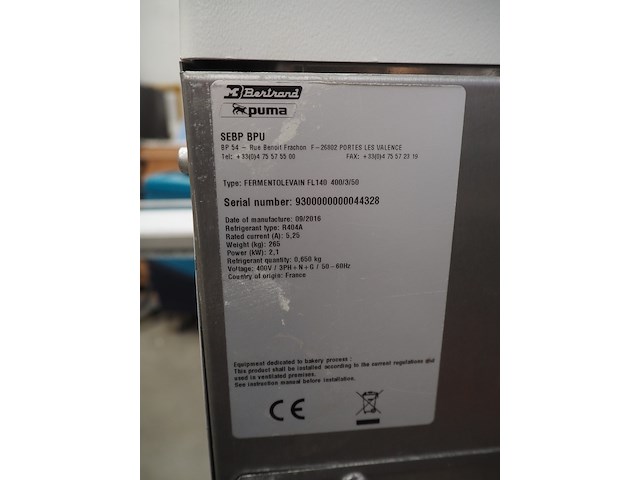 Bertrand
puma
SEBP BPU
BP 54 - Rue Benoit Frachon F-26802 PORTES LES VALENCE
Tel: +33(0)4 75 57 55 00 FAX: +33(0)4 75 57 23 19
Type: FERMENTOLEVAIN FL140 400/3/50
Serial number: 9300000000044328
Date of manufacture: 09/2016
Refrigerant type: R404A
Rated current (A): 5,25
Weight (kg): 265
Power (kW): 2,1
Refrigerant quantity: 0,650 kg
Voltage: 400V / 3PH+N+G / 50-60Hz
Country of origin: France
Equipment dedicated to bakery process :
This product shall be installed according to the current regulations and
used in ventilated premises.
See instruction manual before installation.
CE